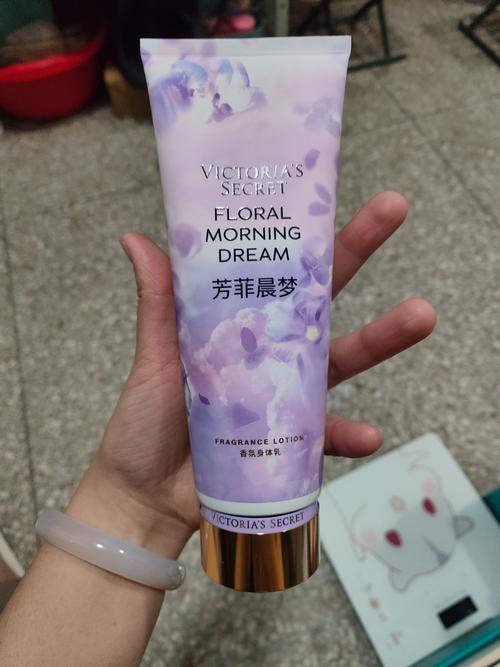 VICTORIA'S
SECRET
FLORAL
MORNING
DREAM
芳菲晨梦
FRAGRANCE LOTION
香氛身体乳
VICTORIA'S SECRET